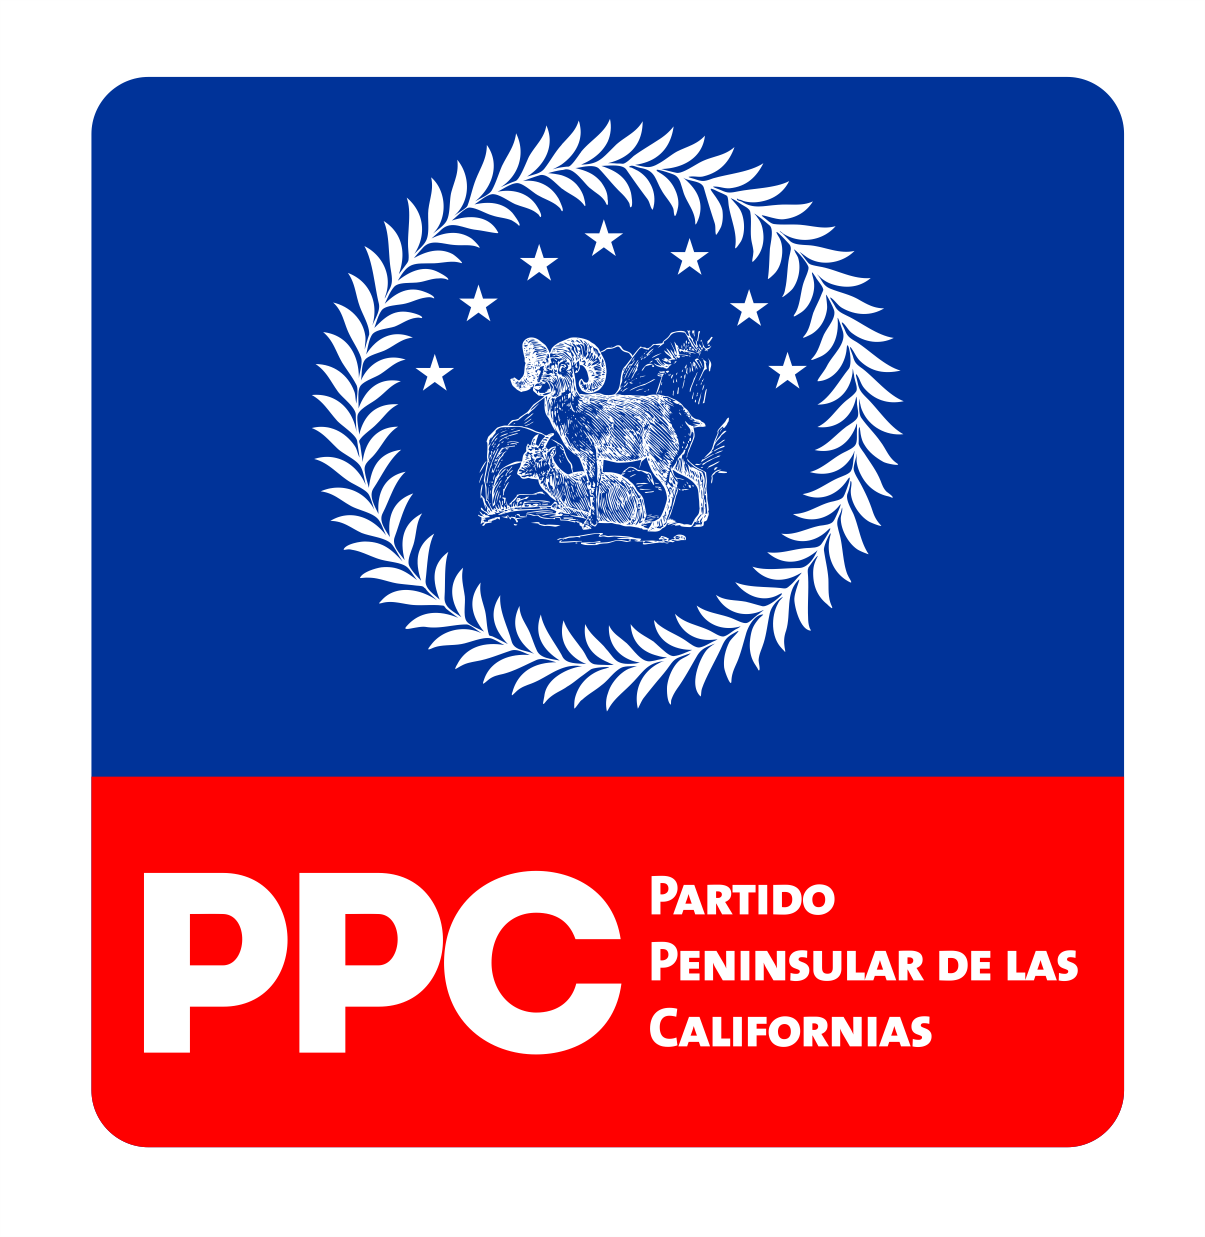 PPC
Partido
Peninsular de las
Californias